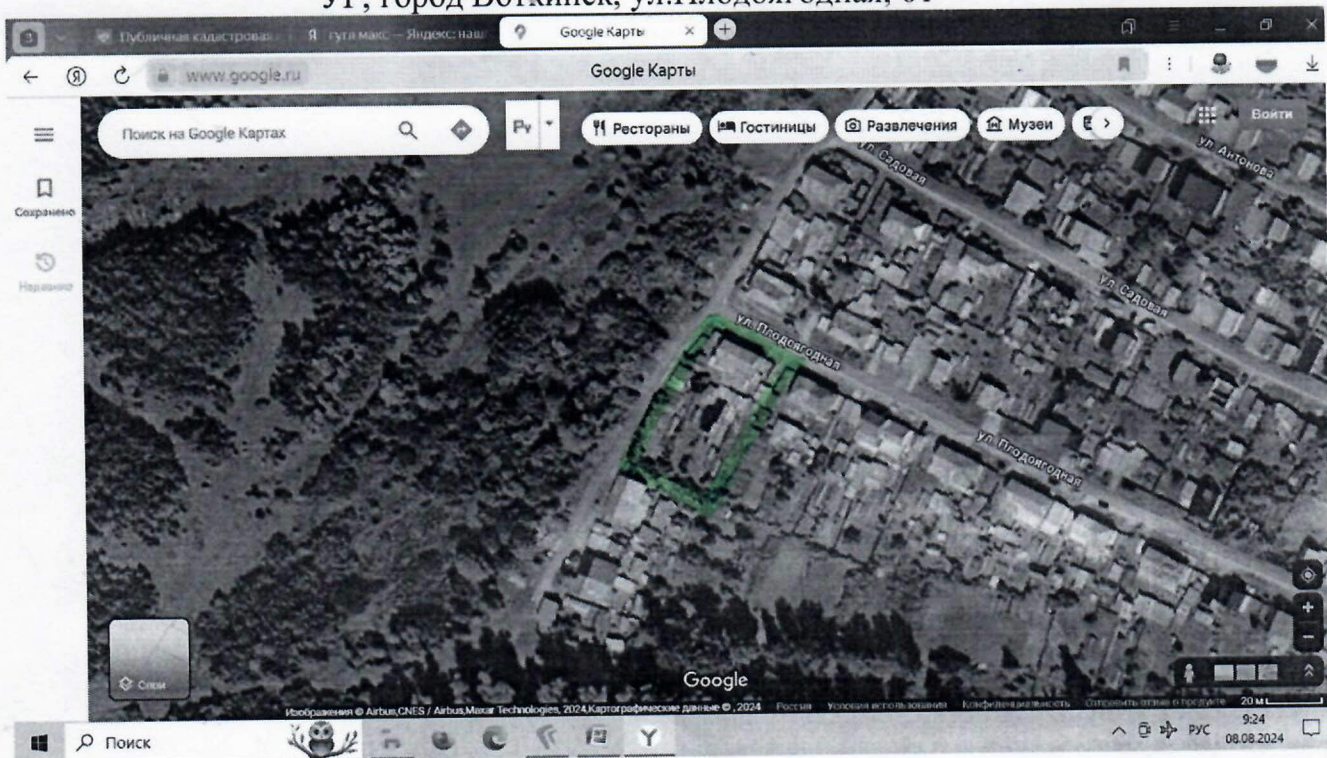 УР, город Воткинск, ул.Плодоягодная,
Публичная кадастровая
Google Карты
www.google.ru
Google Карты
Поиск на Google Картах
Рестораны
Гостиницы
Развлечения
Музеи
Войти
Сохранено
ул. Садовая
ул. Антонова
ул. Садовая
ул. Плодоягодная
ул. Плодоягодная
Слои
Google
Изображения © Airbus,CNES / Airbus,Maxar Technologies, 2024,Картографические данные © , 2024 Россия Условия использования Конфиденциальность Отправить отзыв о продукте 20 м
Поиск
РУС
9:24
08.08.2024